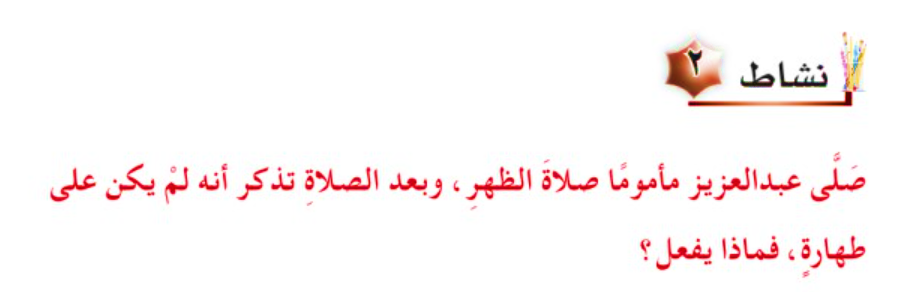 نشاط ٢
صَلَّى عبدالعزيز مأمومًا صلاةَ الظهرِ، وبعد الصلاةِ تذكر أنه لمْ يكن على
طهارةٍ، فماذا يفعل؟